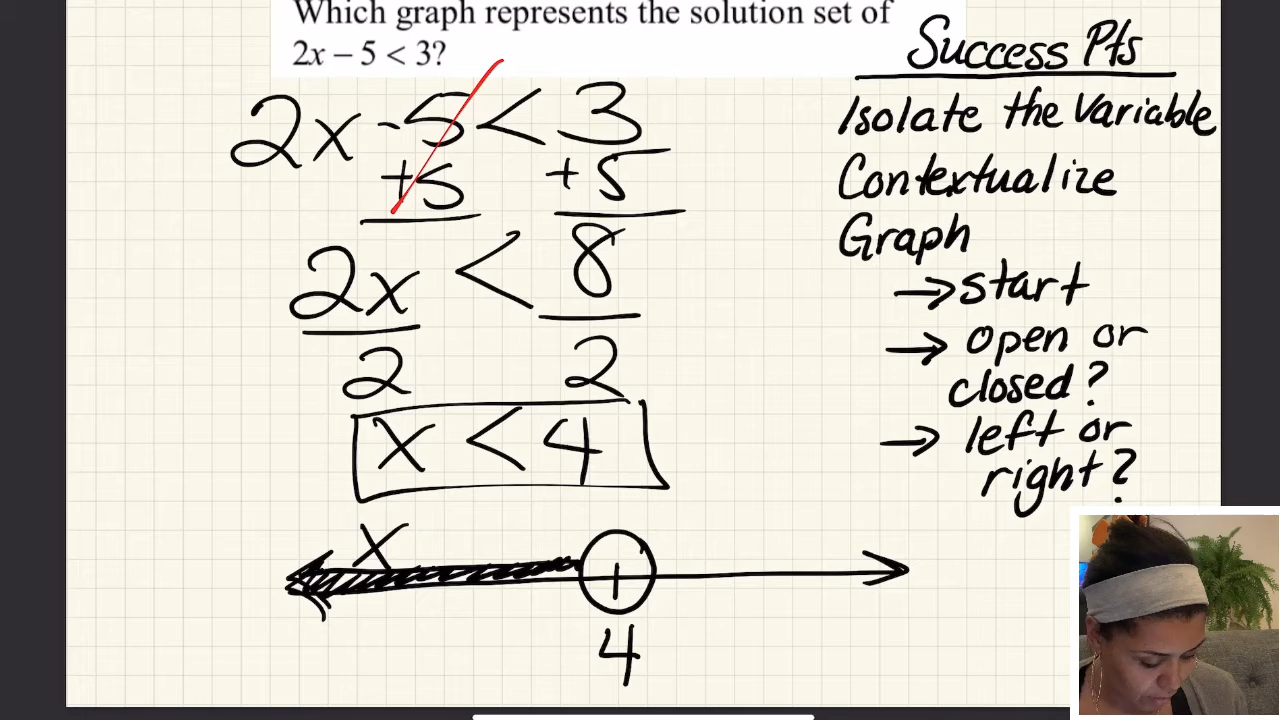 Which graph represents the solution set of
2x – 5 < 3?
2x -5 < 3
+5 +5
2x < 8
2 2
x < 4
x
4
Success Pts
Isolate the variable
Contextualize
Graph
→ start
→ open or
closed?
→ left or
right?